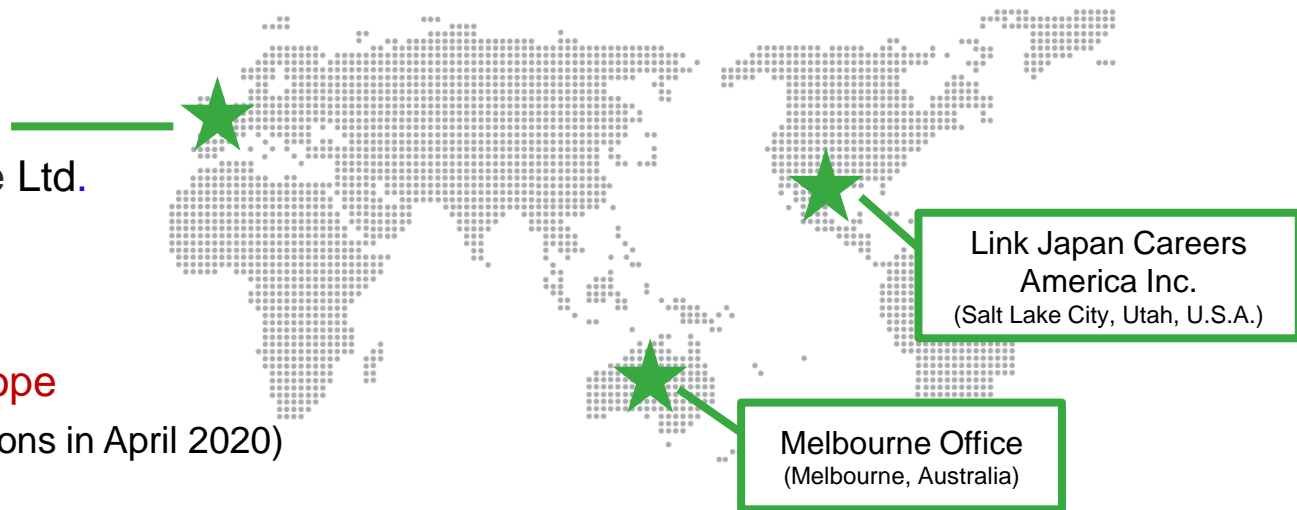 e Ltd.
ope
ons in April 2020)
Link Japan Careers
America Inc.
(Salt Lake City, Utah, U.S.A.)
Melbourne Office
(Melbourne, Australia)